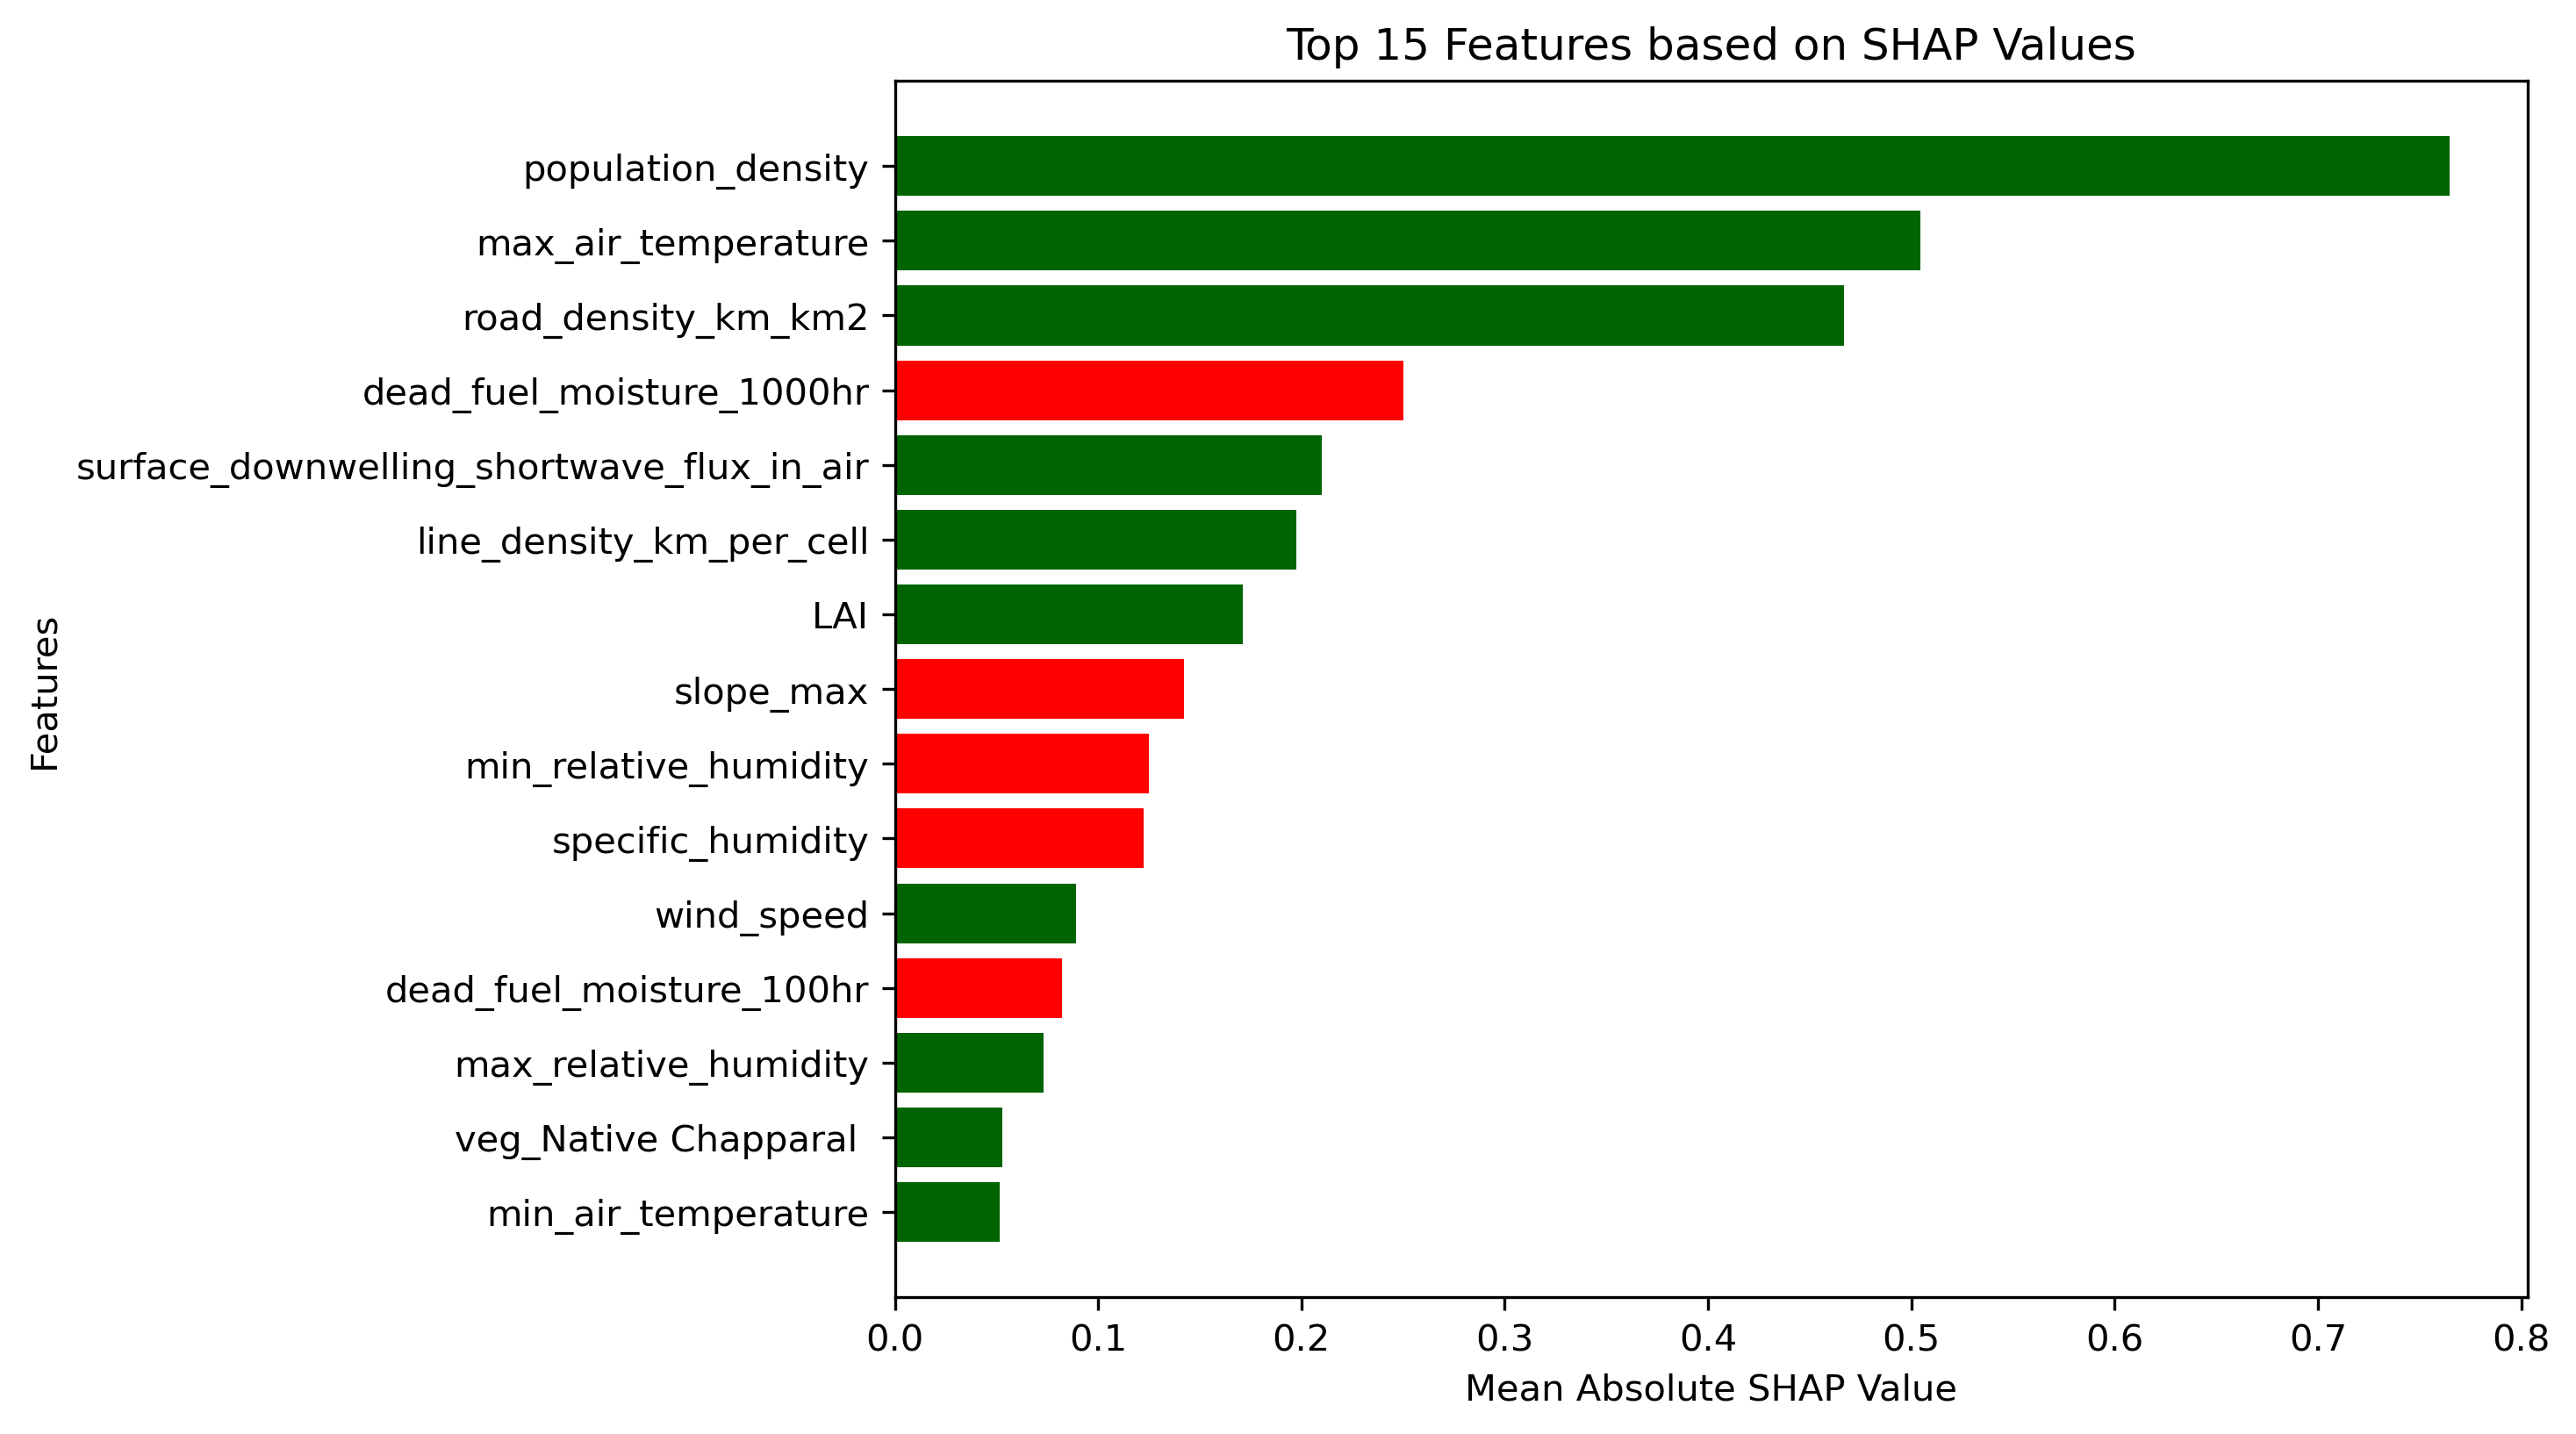 Top 15 Features based on SHAP Values
population_density
max_air_temperature
road_density_km_km2
dead_fuel_moisture_1000hr
surface_downwelling_shortwave_flux_in_air
line_density_km_per_cell
LAI
slope_max
min_relative_humidity
specific_humidity
wind_speed
dead_fuel_moisture_100hr
max_relative_humidity
veg_Native Chapparal
min_air_temperature
Features
0.0 0.1 0.2 0.3 0.4 0.5 0.6 0.7 0.8
Mean Absolute SHAP Value